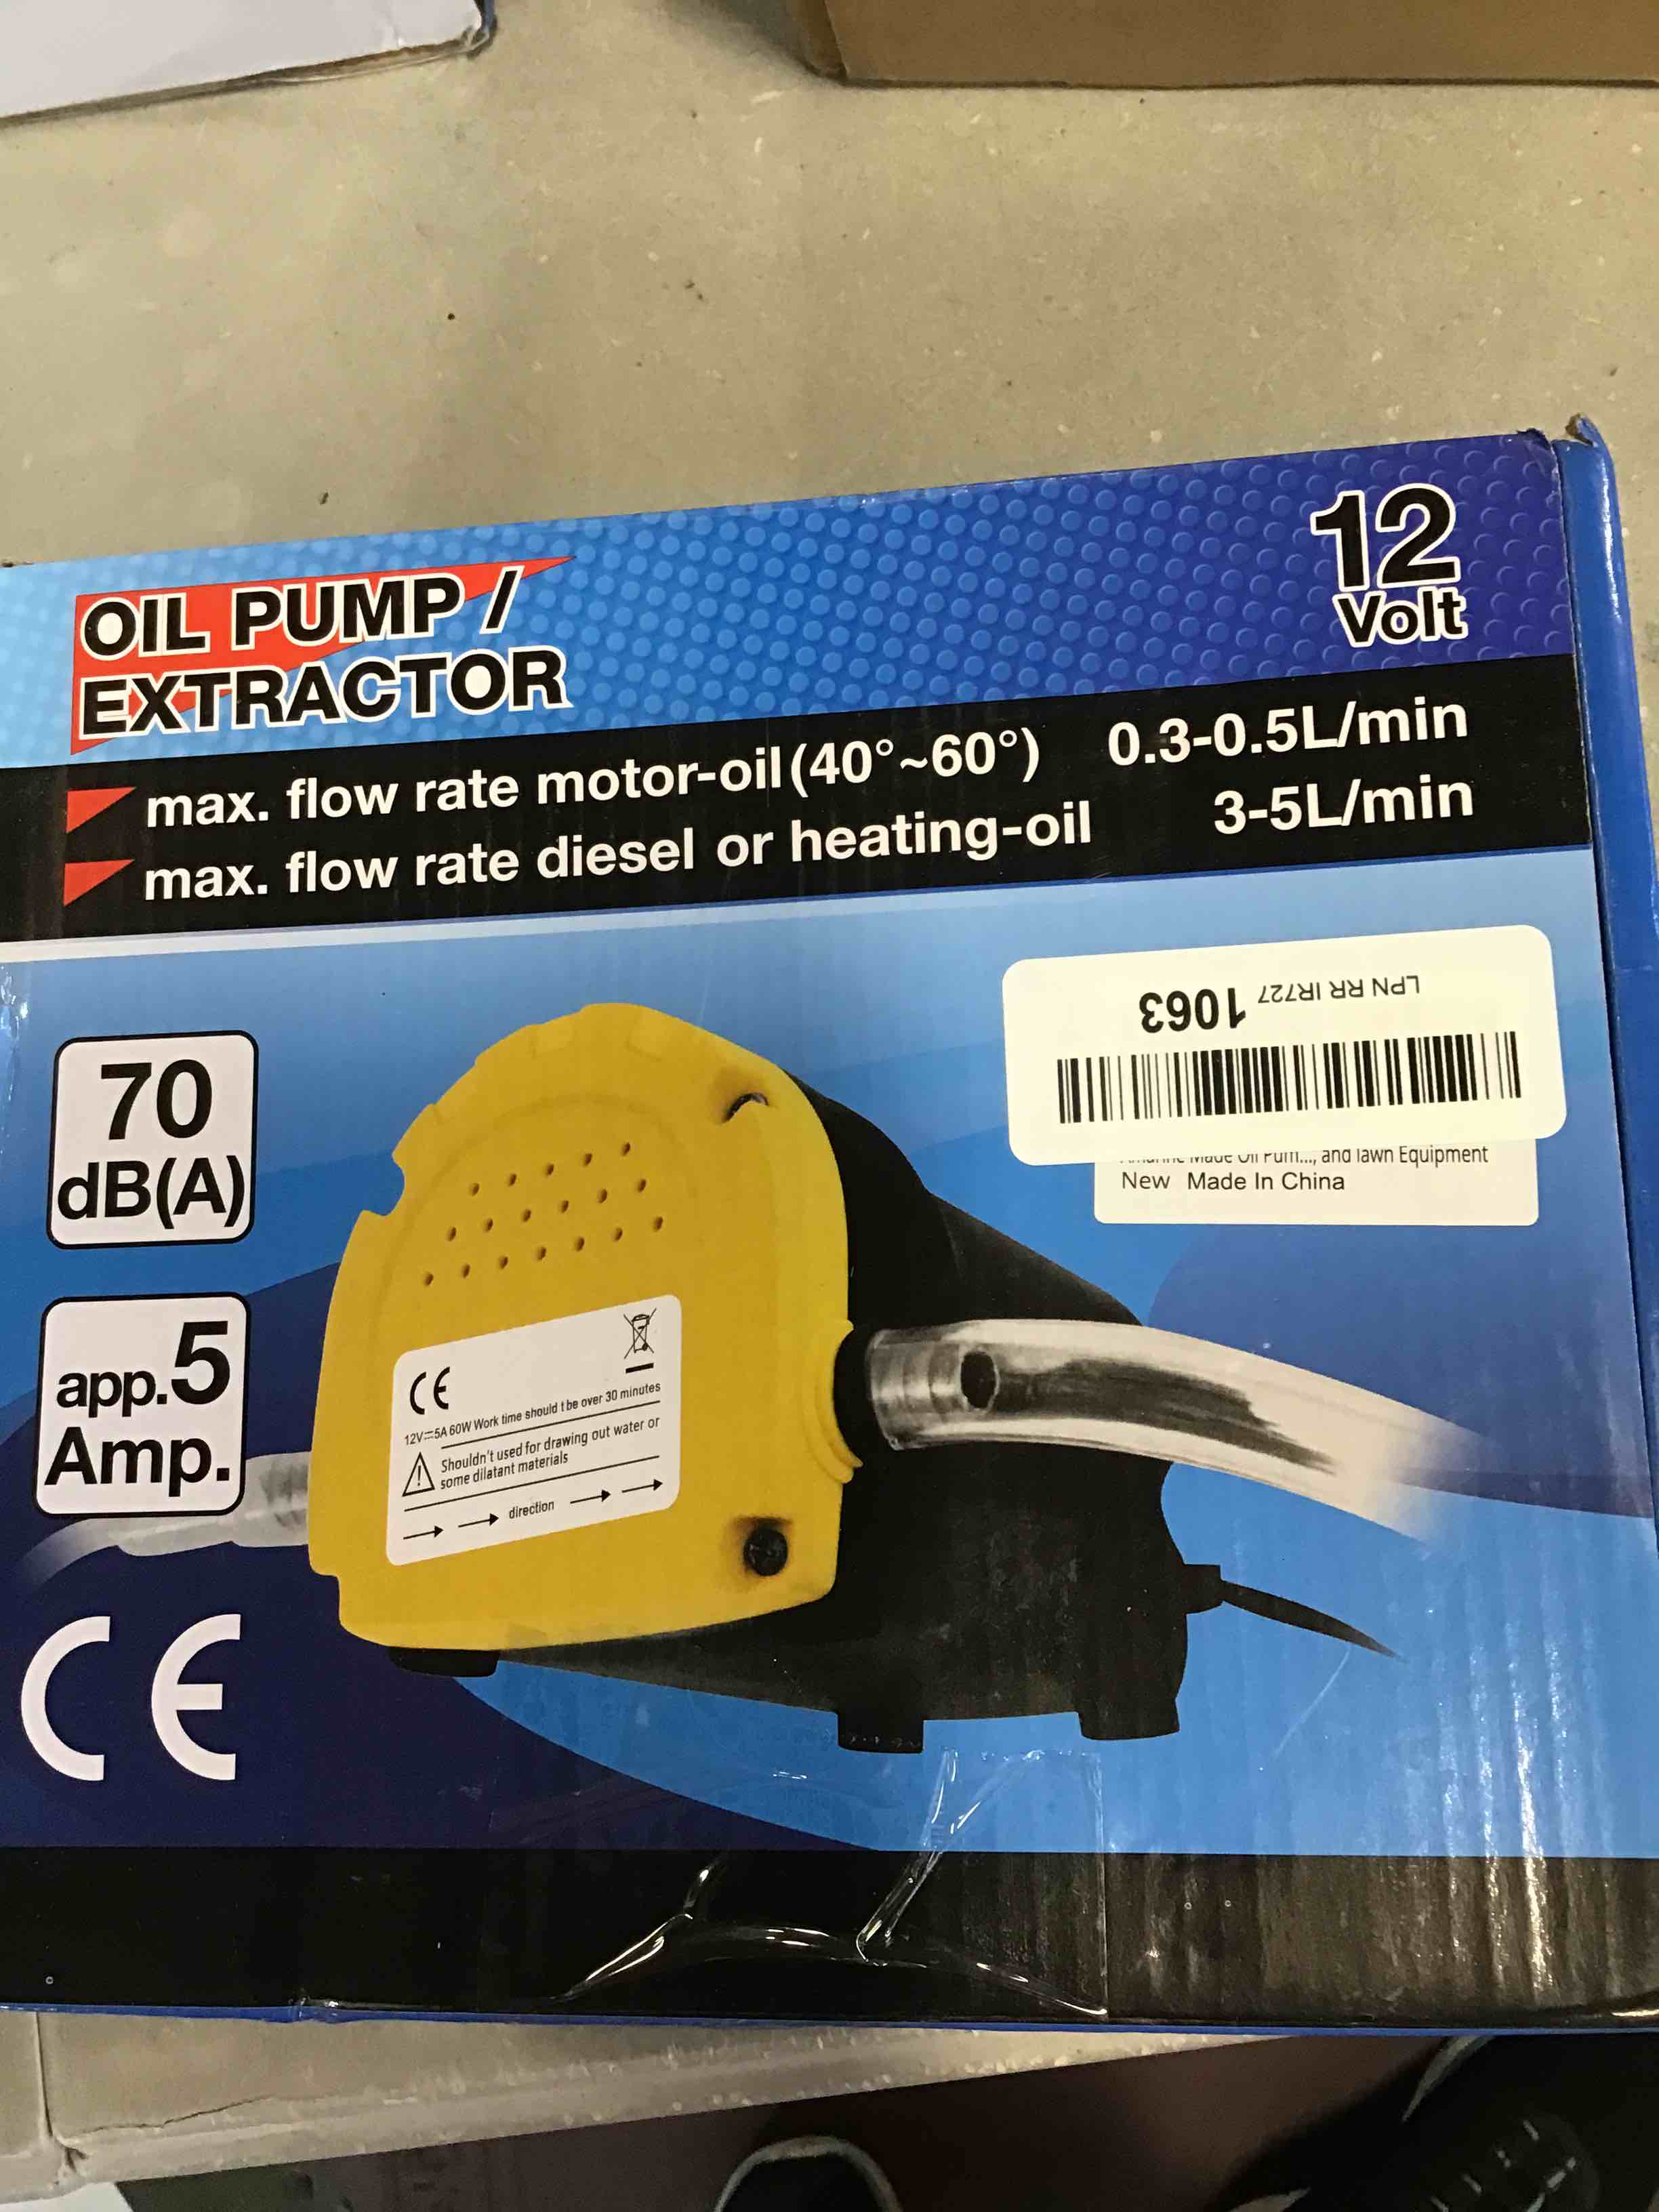 OIL PUMP /
EXTRACTOR
12
Volt
max. flow rate motor-oil (40°~60°) 0.3-0.5L/min
max. flow rate diesel or heating-oil 3-5L/min
LPN RR IR727 1063
Made Oil Pum..., and lawn Equipment
New Made In China
70
dB(A)
app.5
Amp.
CE
12V⎓5A 60W Work time should t be over 30 minutes
Shouldn't used for drawing out water or
some dilatant materials
direction
CE